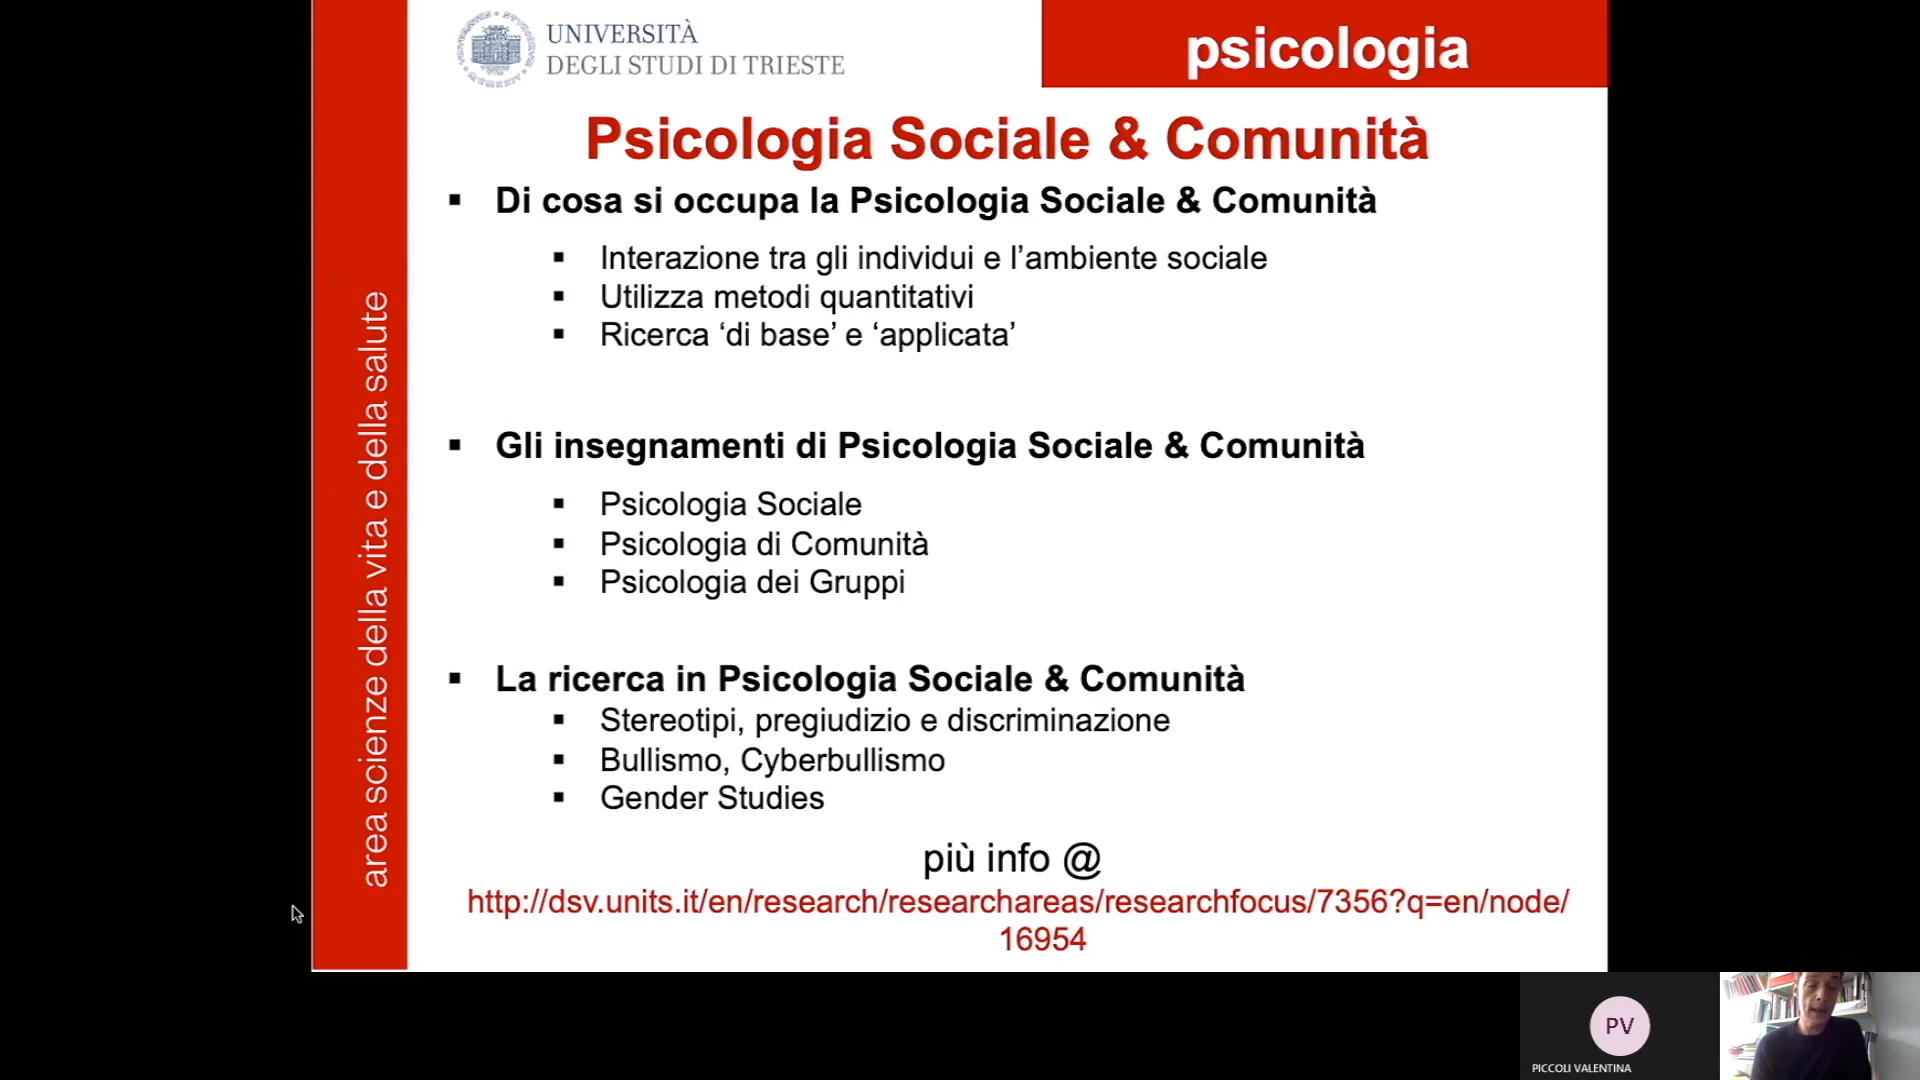 UNIVERSITÀ
DEGLI STUDI DI TRIESTE
psicologia
Psicologia Sociale & Comunità
▪ Di cosa si occupa la Psicologia Sociale & Comunità
▪ Interazione tra gli individui e l’ambiente sociale
▪ Utilizza metodi quantitativi
▪ Ricerca ‘di base’ e ‘applicata’
▪ Gli insegnamenti di Psicologia Sociale & Comunità
▪ Psicologia Sociale
▪ Psicologia di Comunità
▪ Psicologia dei Gruppi
▪ La ricerca in Psicologia Sociale & Comunità
▪ Stereotipi, pregiudizio e discriminazione
▪ Bullismo, Cyberbullismo
▪ Gender Studies
più info @
http://dsv.units.it/en/research/researchareas/researchfocus/7356?q=en/node/
16954
area scienze della vita e della salute
PV
PICCOLI VALENTINA